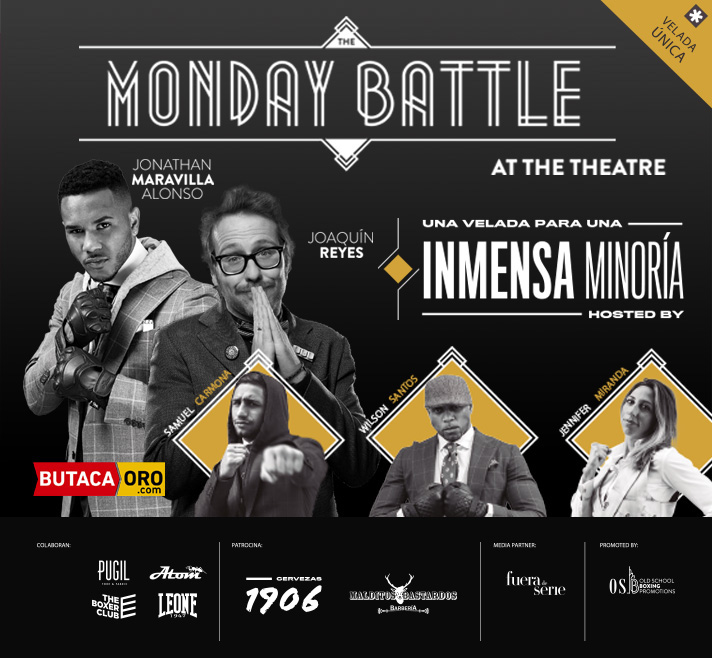 VELADA
ÚNICA
THE
MONDAY BATTLE
AT THE THEATRE
JONATHAN
MARAVILLA
ALONSO
JOAQUÍN
REYES
UNA VELADA PARA UNA
INMENSA MINORÍA
HOSTED BY
SAMUEL CARMONA
WILSON SANTOS
JENNIFER MIRANDA
BUTACA ORO
.com
COLABORAN:
PATROCINA:
MEDIA PARTNER:
PROMOTED BY:
PUGIL
Atom
THE
BOXER
CLUB
LEONE
1947
CERVEZAS
1906
MALDITOS BASTARDOS
BARBERÍA
fuera de
serie
OSB
OLD SCHOOL
BOXING
PROMOTIONS